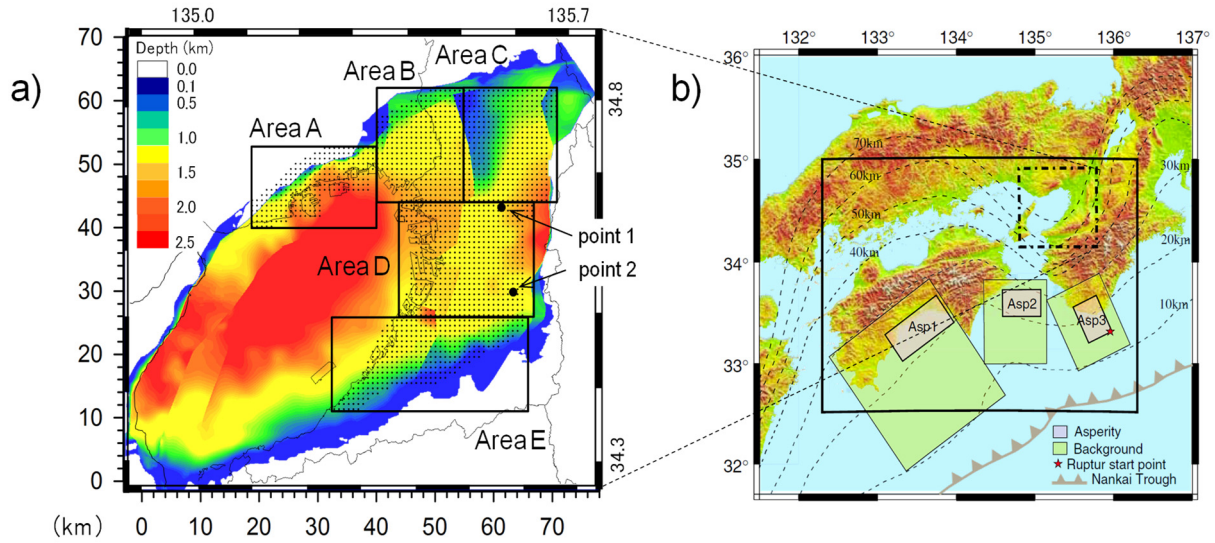 135.0
135.7
a)
70
60
50
40
30
20
10
0
Depth (km)
0.0
0.1
0.5
1.0
1.5
2.0
2.5
Area A
Area B
Area C
Area D
Area E
point 1
point 2
34.8
34.3
(km)
0
10
20
30
40
50
60
70
b)
132°
133°
134°
135°
136°
137°
36°
35°
34°
33°
32°
70km
60km
50km
40km
30km
20km
10km
Asp1
Asp2
Asp3
Asperity
Background
Ruptur start point
Nankai Trough